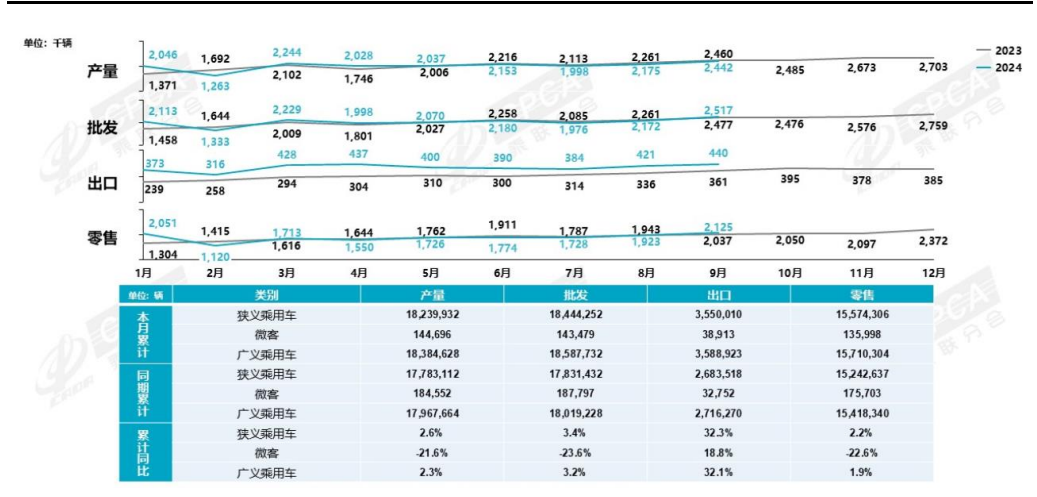 单位：千辆
2023
2024
产量
2,046 1,692 2,244 2,028 2,037 2,216 2,113 2,261 2,460
1,371 1,263 2,102 1,746 2,006 2,153 1,998 2,175 2,442 2,485 2,673 2,703
批发
2,113 1,644 2,229 1,998 2,070 2,258 2,085 2,261 2,517
1,458 1,333 2,009 1,801 2,027 2,180 1,976 2,172 2,477 2,476 2,576 2,759
出口
373 316 428 437 400 390 384 421 440
239 258 294 304 310 300 314 336 361 395 378 385
零售
2,051 1,415 1,713 1,644 1,762 1,911 1,787 1,943 2,125
1,304 1,120 1,616 1,550 1,726 1,774 1,728 1,923 2,037 2,050 2,097 2,372
1月 2月 3月 4月 5月 6月 7月 8月 9月 10月 11月 12月
单位：辆 类别 产量 批发 出口 零售
本月累计
狭义乘用车 18,239,932 18,444,252 3,550,010 15,574,306
微客 144,696 143,479 38,913 135,998
广义乘用车 18,384,628 18,587,732 3,588,923 15,710,304
同期累计
狭义乘用车 17,783,112 17,831,432 2,683,518 15,242,637
微客 184,552 187,797 32,752 175,703
广义乘用车 17,967,664 18,019,228 2,716,270 15,418,340
累计同比
狭义乘用车 2.6% 3.4% 32.3% 2.2%
微客 -21.6% -23.6% 18.8% -22.6%
广义乘用车 2.3% 3.2% 32.1% 1.9%
CPCA
乘联分会